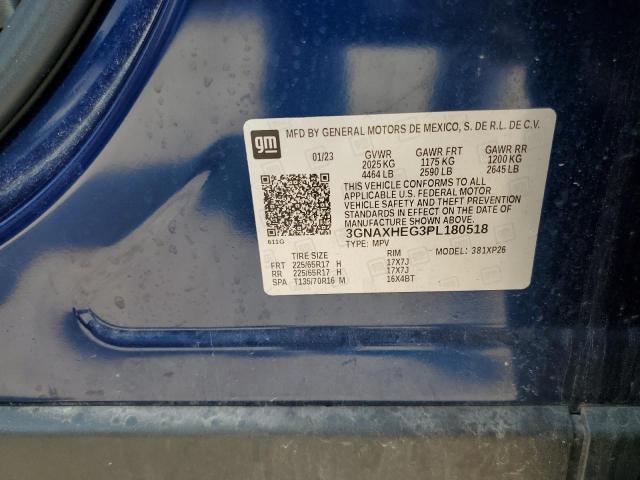 gm
MFD BY GENERAL MOTORS DE MEXICO, S. DE R.L. DE C.V.
01/23 GVWR GAWR FRT GAWR RR
2025 KG 1175 KG 1200 KG
4464 LB 2590 LB 2645 LB
THIS VEHICLE CONFORMS TO ALL
APPLICABLE U.S. FEDERAL MOTOR
VEHICLE SAFETY AND THEFT PREVENTION
STANDARDS IN EFFECT ON THE DATE OF
MANUFACTURE SHOWN ABOVE.
3GNAXHEG3PL180518
611G TYPE: MPV MODEL: 381XP26
TIRE SIZE RIM
FRT 225/65R17 H 17X7J
RR 225/65R17 H 17X7J
SPA T135/70R16 M 16X4BT